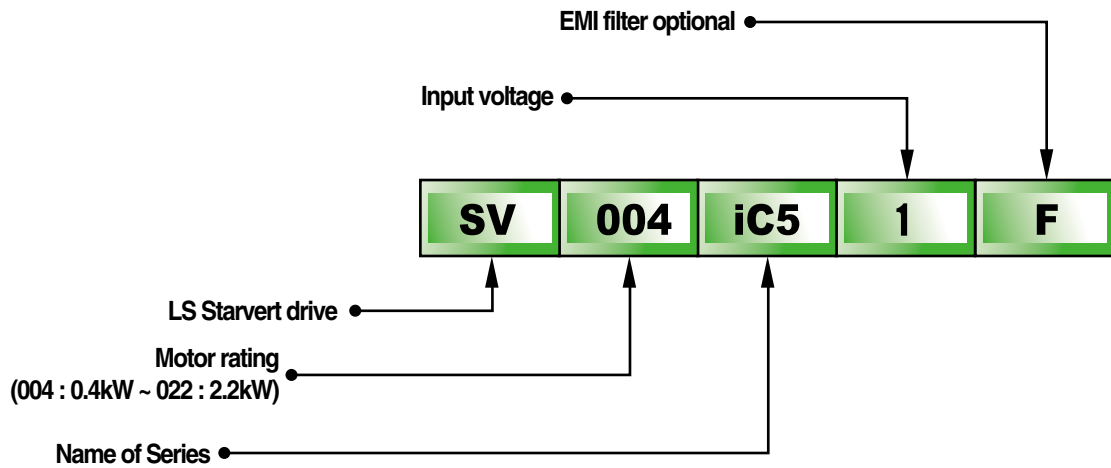 EMI filter optional
Input voltage
SV 004 iC5 1 F
LS Starvert drive
Motor rating
(004 : 0.4kW ~ 022 : 2.2kW)
Name of Series